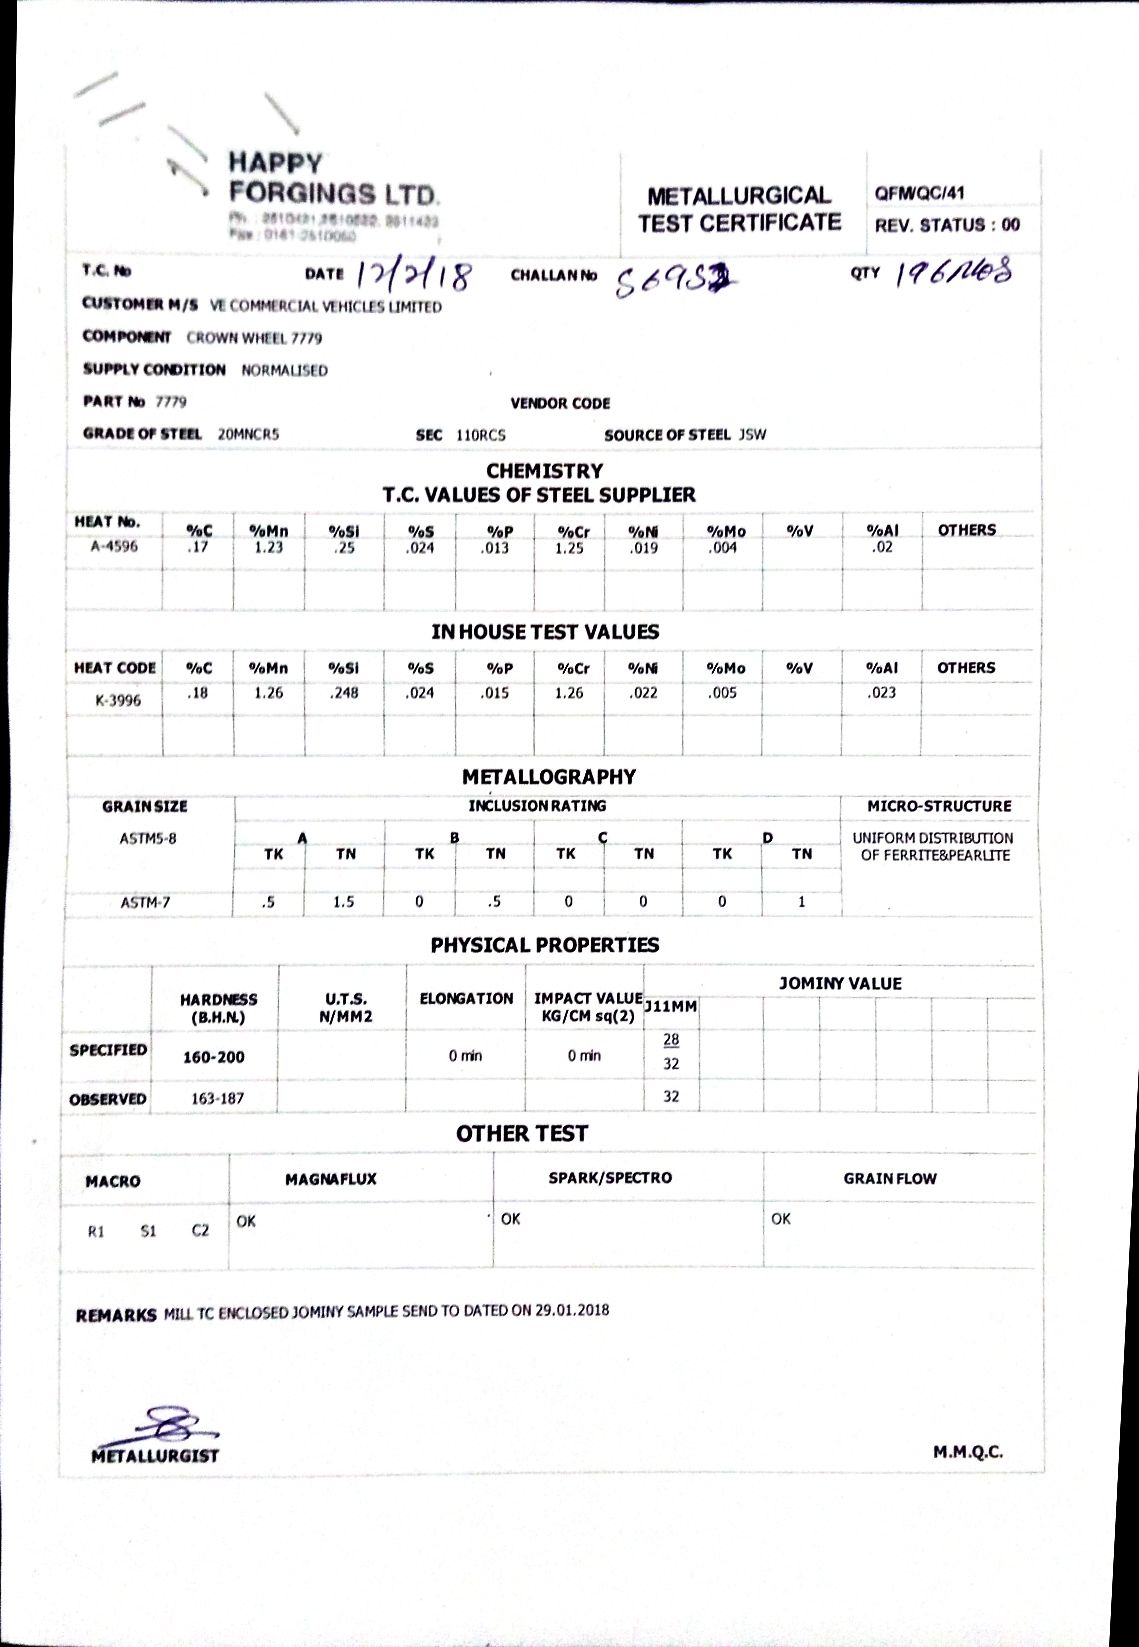 HAPPY
FORGINGS LTD.
METALLURGICAL
TEST CERTIFICATE
QFM/QC/41
REV. STATUS : 00
T.C. No DATE 12/2/18 CHALLAN No QTY 196 Nos
CUSTOMER M/S VE COMMERCIAL VEHICLES LIMITED
COMPONENT CROWN WHEEL 7779
SUPPLY CONDITION NORMALISED
PART No 7779 VENDOR CODE
GRADE OF STEEL 20MNCR5 SEC 110RCS SOURCE OF STEEL JSW
CHEMISTRY
T.C. VALUES OF STEEL SUPPLIER
HEAT No. %C %Mn %Si %S %P %Cr %Ni %Mo %V %Al OTHERS
A-4596 .17 1.23 .25 .024 .013 1.25 .019 .004 .02
IN HOUSE TEST VALUES
HEAT CODE %C %Mn %Si %S %P %Cr %Ni %Mo %V %Al OTHERS
K-3996 .18 1.26 .248 .024 .015 1.26 .022 .005 .023
METALLOGRAPHY
GRAIN SIZE INCLUSION RATING MICRO-STRUCTURE
ASTM5-8 A B C D UNIFORM DISTRIBUTION
TK TN TK TN TK TN TK TN OF FERRITE&PEARLITE
ASTM-7 .5 1.5 0 .5 0 0 0 1
PHYSICAL PROPERTIES
JOMINY VALUE
HARDNESS U.T.S. ELONGATION IMPACT VALUE J11MM
(B.H.N.) N/MM2 KG/CM sq(2)
SPECIFIED 160-200 0 min 0 min 28
32
OBSERVED 163-187 32
OTHER TEST
MACRO MAGNAFLUX SPARK/SPECTRO GRAIN FLOW
R1 S1 C2 OK OK OK
REMARKS MILL TC ENCLOSED JOMINY SAMPLE SEND TO DATED ON 29.01.2018
METALLURGIST M.M.Q.C.